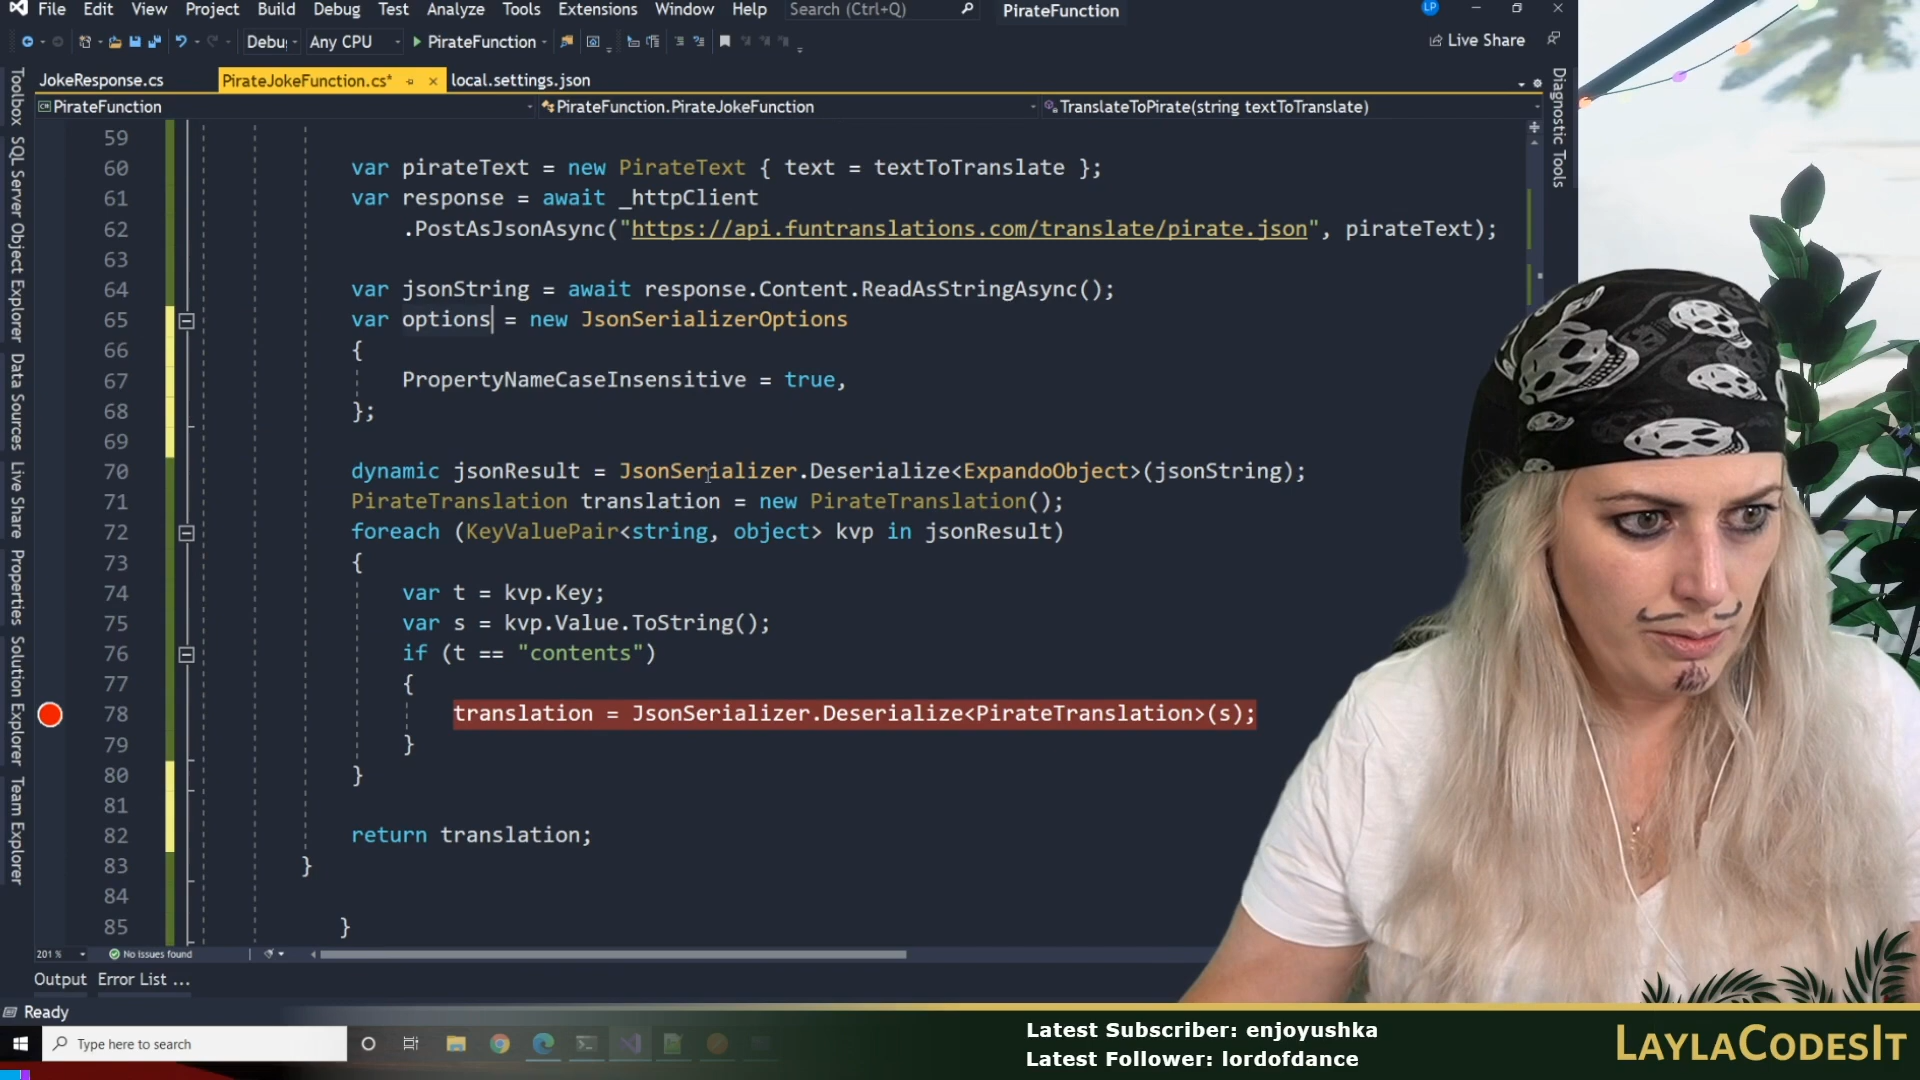 File Edit View Project Build Debug Test Analyze Tools Extensions Window Help Search (Ctrl+Q) PirateFunction LP
Debu Any CPU PirateFunction Live Share
JokeResponse.cs PirateJokeFunction.cs* local.settings.json
PirateFunction PirateFunction.PirateJokeFunction TranslateToPirate(string textToTranslate)
Toolbox
SQL Server Object Explorer
Data Sources
Live Share
Properties
Solution Explorer
Team Explorer
Diagnostic Tools
59
60 var pirateText = new PirateText { text = textToTranslate };
61 var response = await _httpClient
62 .PostAsJsonAsync("https://api.funtranslations.com/translate/pirate.json", pirateText);
63
64 var jsonString = await response.Content.ReadAsStringAsync();
65 var options = new JsonSerializerOptions
66 {
67 PropertyNameCaseInsensitive = true,
68 };
69
70 dynamic jsonResult = JsonSerializer.Deserialize<ExpandoObject>(jsonString);
71 PirateTranslation translation = new PirateTranslation();
72 foreach (KeyValuePair<string, object> kvp in jsonResult)
73 {
74 var t = kvp.Key;
75 var s = kvp.Value.ToString();
76 if (t == "contents")
77 {
78 translation = JsonSerializer.Deserialize<PirateTranslation>(s);
79 }
80 }
81
82 return translation;
83 }
84
85 }
201 % No issues found
Output Error List ...
Ready
Type here to search
Latest Subscriber: enjoyushka
Latest Follower: lordofdance
LAYLACODESIT